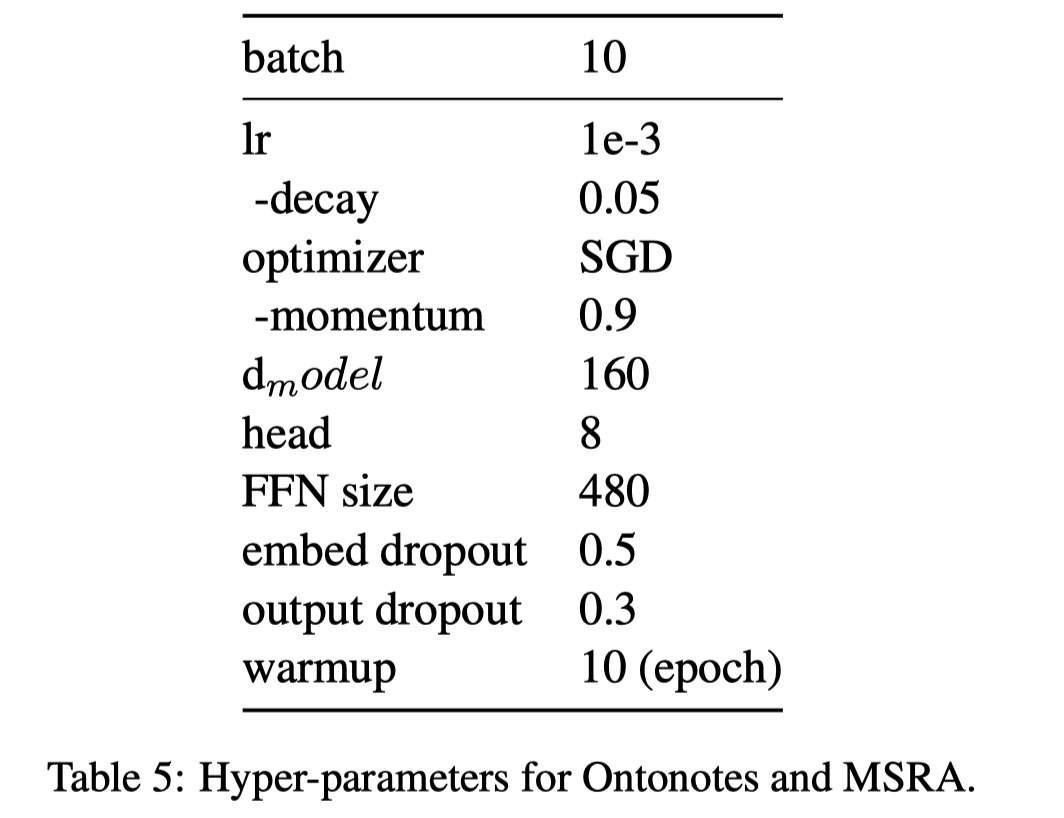 batch 10
lr 1e-3
-decay 0.05
optimizer SGD
-momentum 0.9
dmodel 160
head 8
FFN size 480
embed dropout 0.5
output dropout 0.3
warmup 10 (epoch)
Table 5: Hyper-parameters for Ontonotes and MSRA.